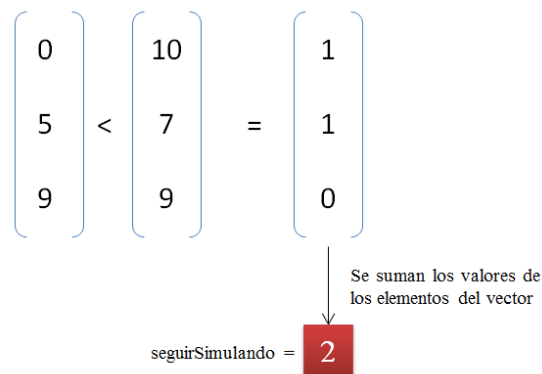 0 10 1
5 < 7 = 1
9 9 0
Se suman los valores de
los elementos del vector
seguirSimulando = 2